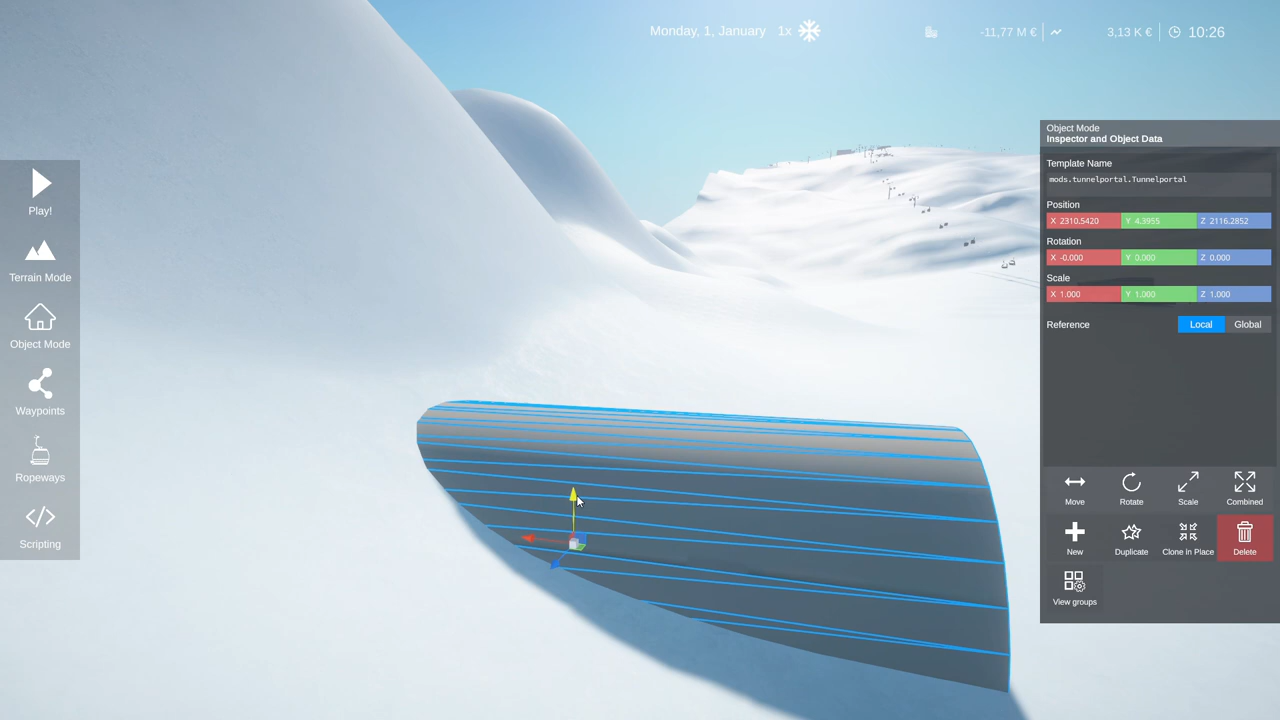 Monday, 1, January 1x
-11,77 M €
3,13 K €
10:26
Play!
Terrain Mode
Object Mode
Waypoints
Ropeways
Scripting
Object Mode
Inspector and Object Data
Template Name
mods.tunnelportal.Tunnelportal
Position
X 2310.5420 Y 4.3955 Z 2116.2852
Rotation
X -0.000 Y 0.000 Z 0.000
Scale
X 1.000 Y 1.000 Z 1.000
Reference Local Global
Move Rotate Scale Combined
New Duplicate Clone in Place Delete
View groups